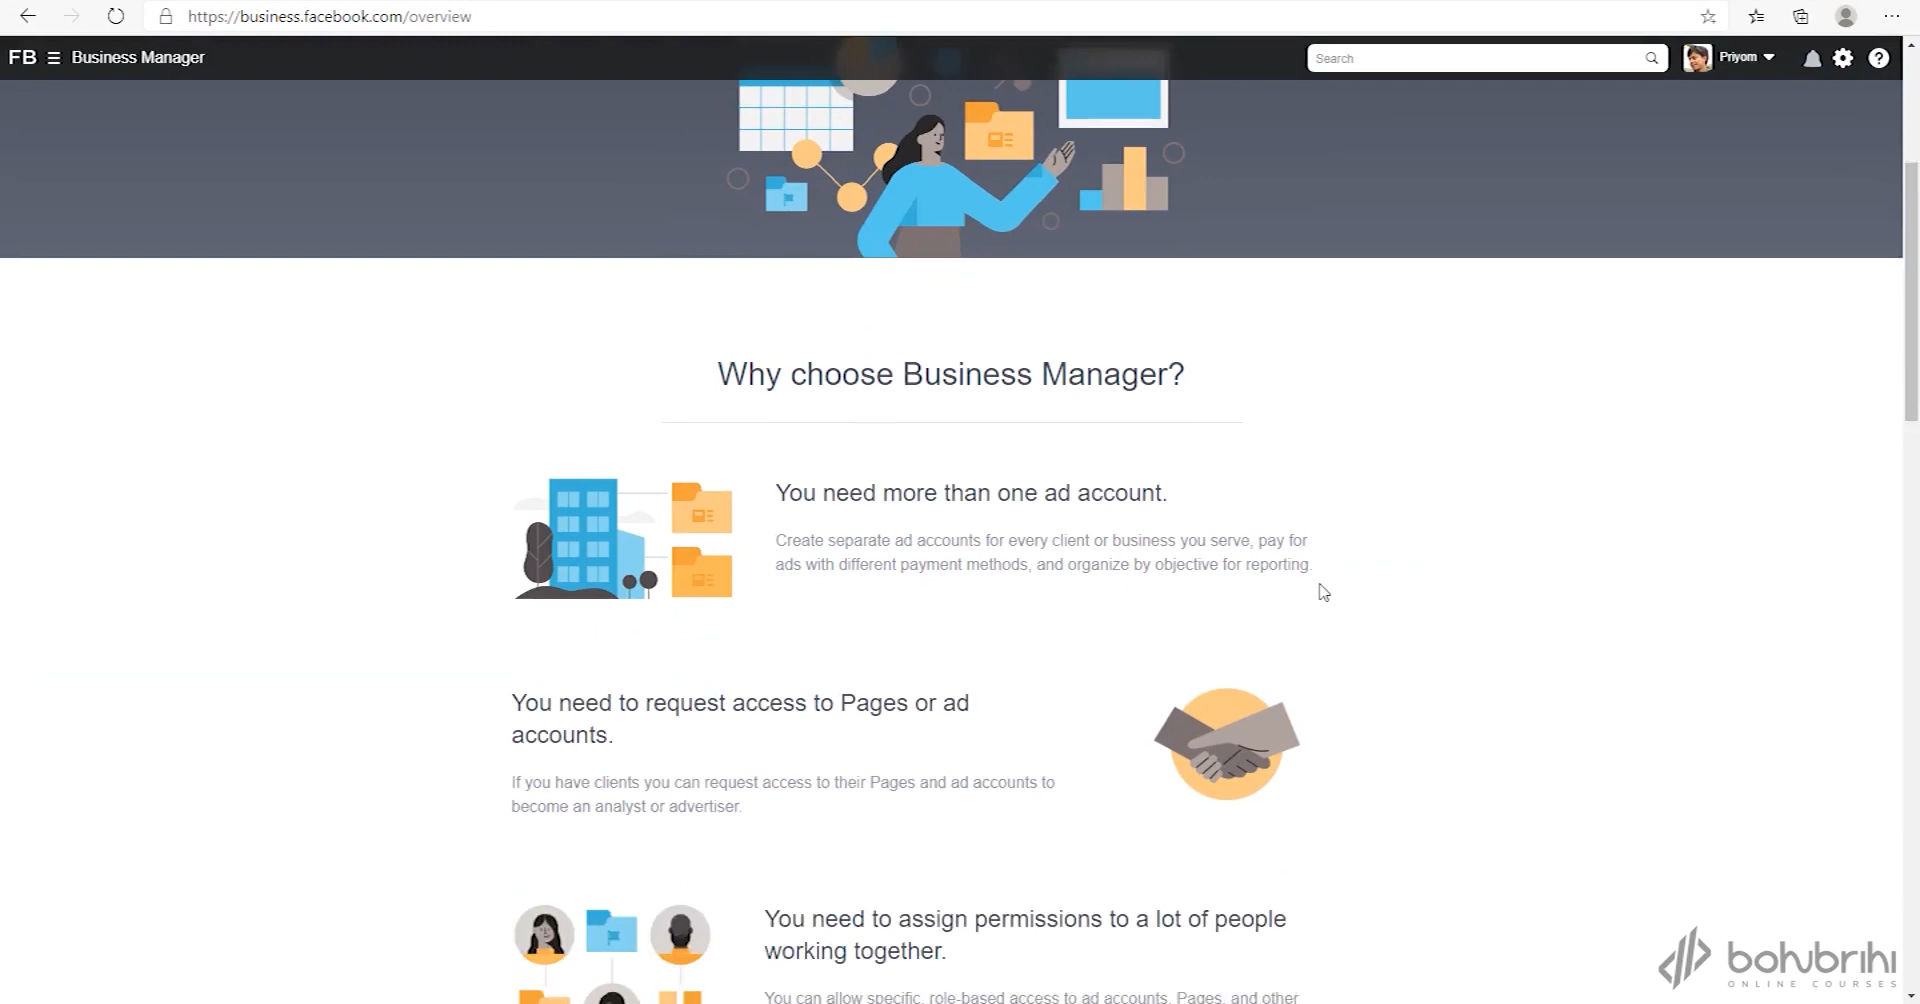 https://business.facebook.com/overview
FB Business Manager
Search
Priyom
Why choose Business Manager?
You need more than one ad account.
Create separate ad accounts for every client or business you serve, pay for
ads with different payment methods, and organize by objective for reporting.
You need to request access to Pages or ad
accounts.
If you have clients you can request access to their Pages and ad accounts to
become an analyst or advertiser.
You need to assign permissions to a lot of people
working together.
You can allow specific, role-based access to ad accounts, Pages, and other
bohubrihi
ONLINE COURSES